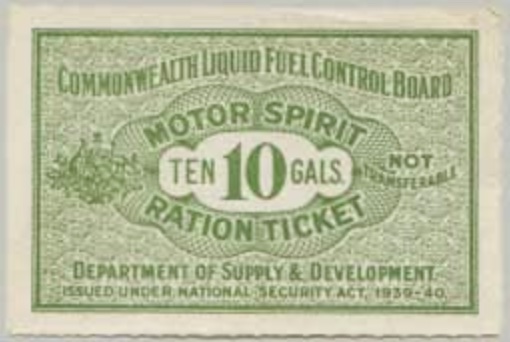 COMMONWEALTH LIQUID FUEL CONTROL BOARD
MOTOR SPIRIT
TEN 10 GALS.
NOT
TRANSFERABLE
RATION TICKET
DEPARTMENT OF SUPPLY & DEVELOPMENT.
ISSUED UNDER NATIONAL SECURITY ACT, 1939-40.